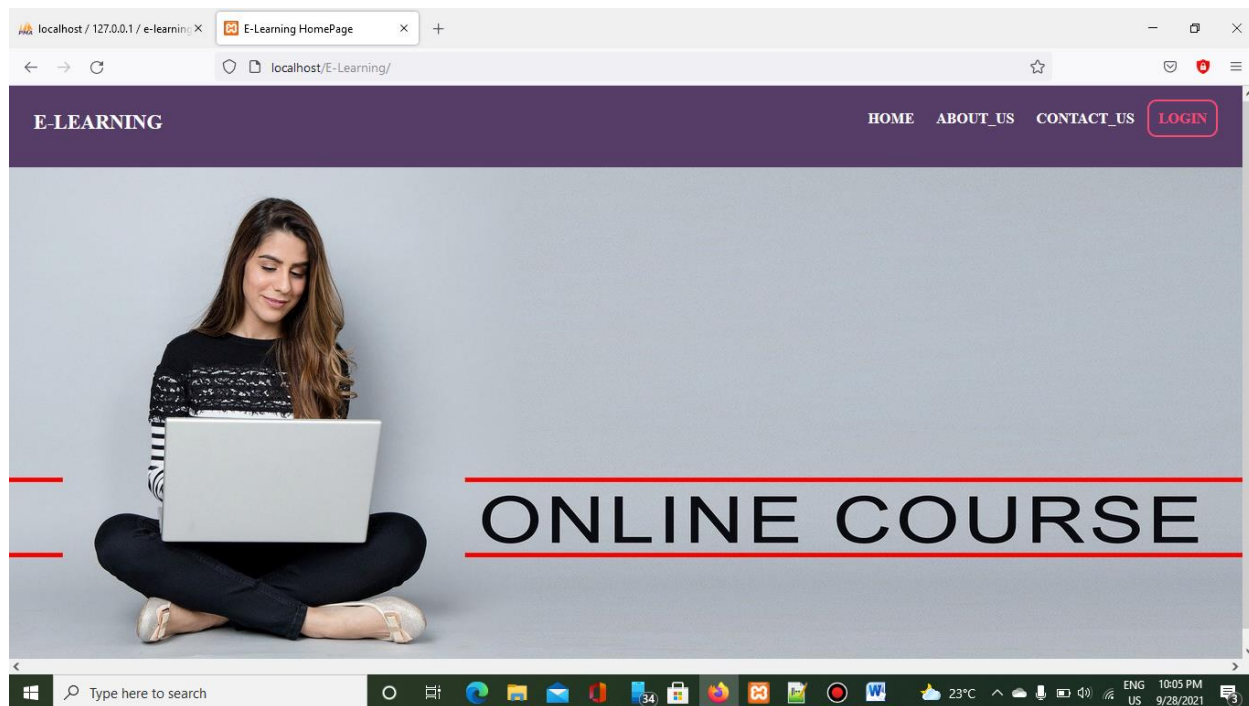 localhost / 127.0.0.1 / e-learning
E-Learning HomePage
localhost/E-Learning/
E-LEARNING
HOME ABOUT_US CONTACT_US LOGIN
ONLINE COURSE
Type here to search
34
23°C
ENG
US
10:05 PM
9/28/2021
3